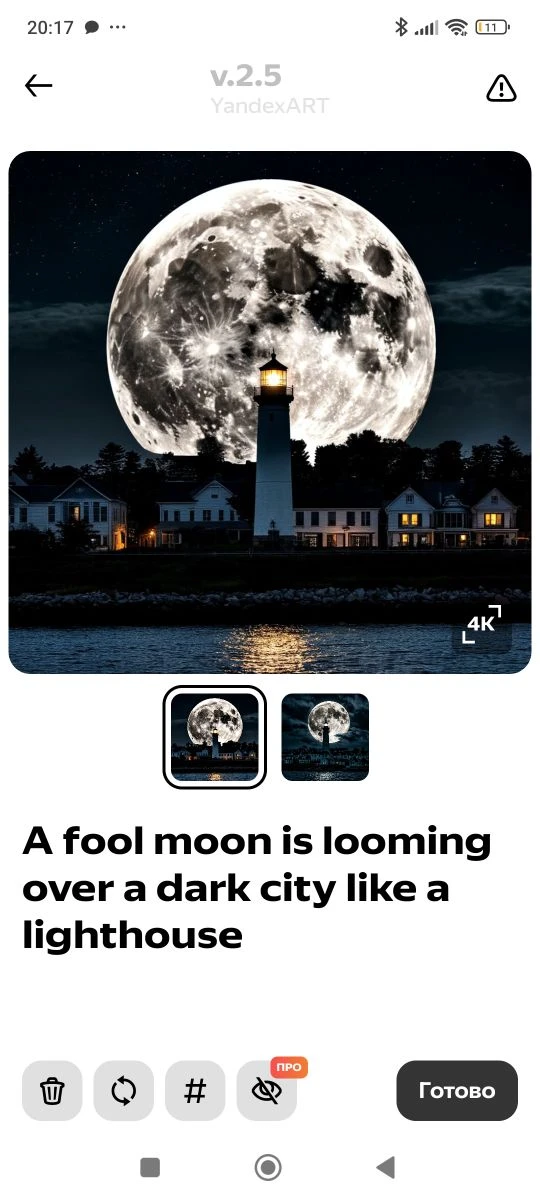 20:17
11
v.2.5
YandexART
4K
A fool moon is looming
over a dark city like a
lighthouse
#
ПРО
Готово